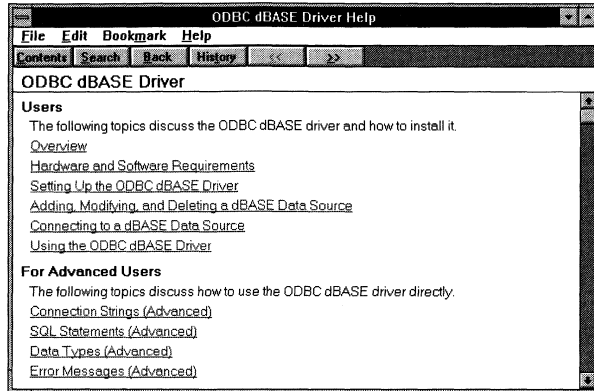 ODBC dBASE Driver Help
File Edit Bookmark Help
Contents Search Back History << >>
ODBC dBASE Driver
Users
The following topics discuss the ODBC dBASE driver and how to install it.
Overview
Hardware and Software Requirements
Setting Up the ODBC dBASE Driver
Adding, Modifying, and Deleting a dBASE Data Source
Connecting to a dBASE Data Source
Using the ODBC dBASE Driver
For Advanced Users
The following topics discuss how to use the ODBC dBASE driver directly.
Connection Strings (Advanced)
SQL Statements (Advanced)
Data Types (Advanced)
Error Messages (Advanced)